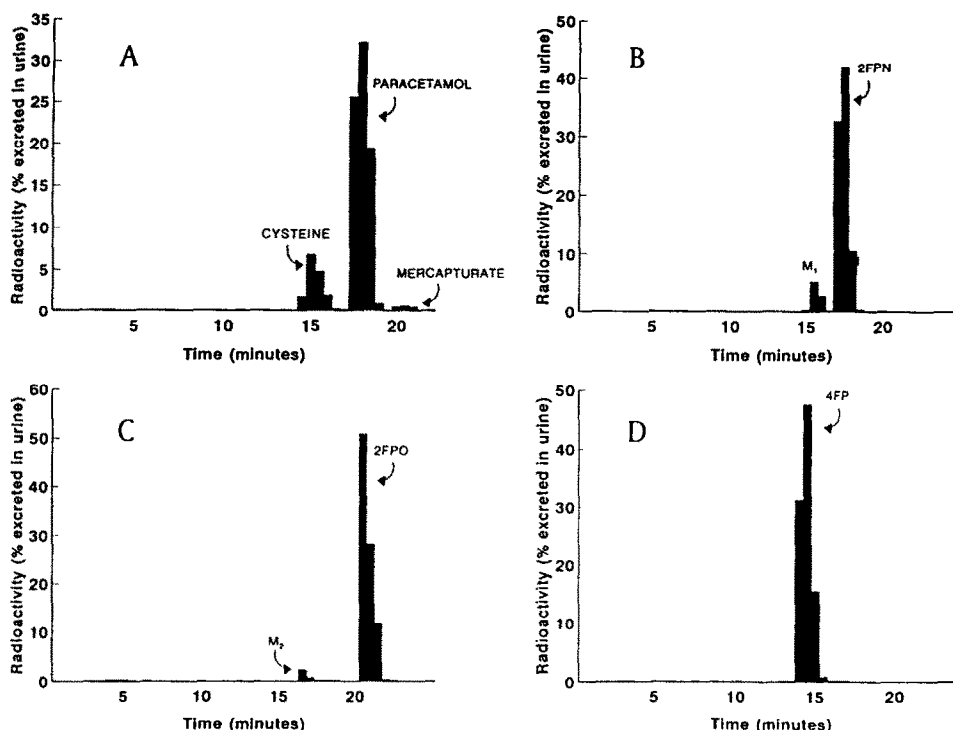 A
Radioactivity (% excreted in urine)
35
30
25
20
15
10
5
0
PARACETAMOL
CYSTEINE
MERCAPTURATE
5
10
15
20
Time (minutes)
B
Radioactivity (% excreted in urine)
50
40
30
20
10
0
2FPN
M₁
5
10
15
20
Time (minutes)
C
Radioactivity (% excreted in urine)
60
50
40
30
20
10
0
2FPO
M₂
5
10
15
20
Time (minutes)
D
Radioactivity (% excreted in urine)
50
40
30
20
10
0
4FP
5
10
15
20
Time (minutes)